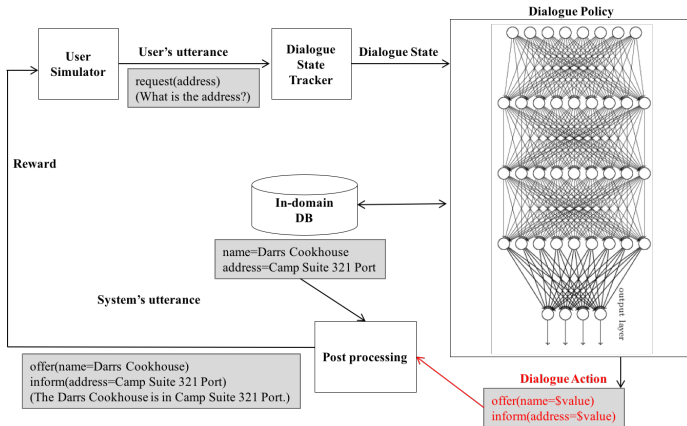 Dialogue Policy
User
Simulator
User's utterance
request(address)
(What is the address?)
Dialogue
State
Tracker
Dialogue State
Reward
In-domain
DB
name=Darrs Cookhouse
address=Camp Suite 321 Port
output layer
System's utterance
Post processing
offer(name=Darrs Cookhouse)
inform(address=Camp Suite 321 Port)
(The Darrs Cookhouse is in Camp Suite 321 Port.)
Dialogue Action
offer(name=$value)
inform(address=$value)